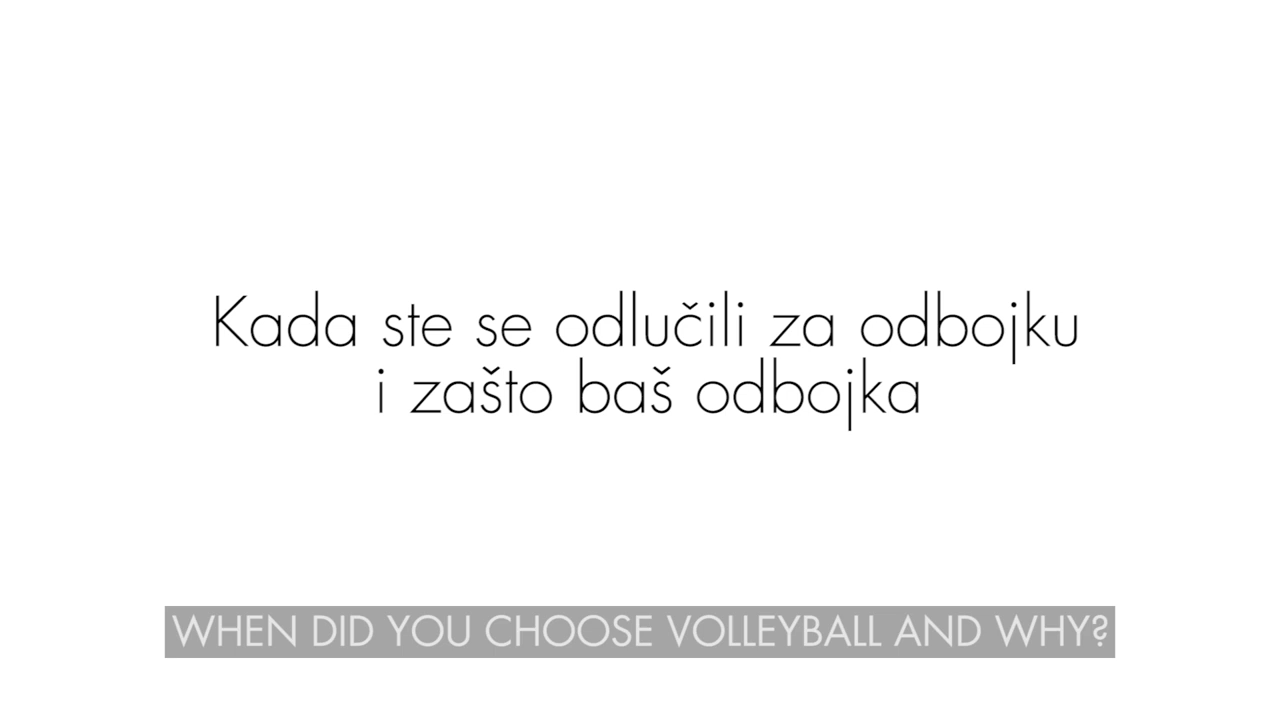 Kada ste se odlučili za odbojku
i zašto baš odbojka
WHEN DID YOU CHOOSE VOLLEYBALL AND WHY?